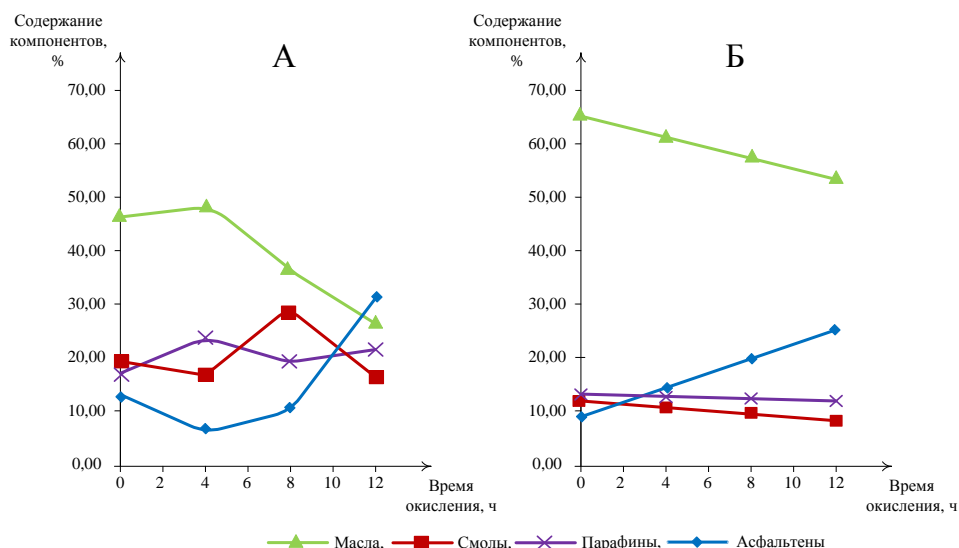 Содержание
компонентов,
%
А
70,00
60,00
50,00
40,00
30,00
20,00
10,00
0,00
0 2 4 6 8 10 12
Время
окисления, ч
Содержание
компонентов,
%
Б
70,00
60,00
50,00
40,00
30,00
20,00
10,00
0,00
0 2 4 6 8 10 12
Время
окисления, ч
Масла, Смолы, Парафины, Асфальтены